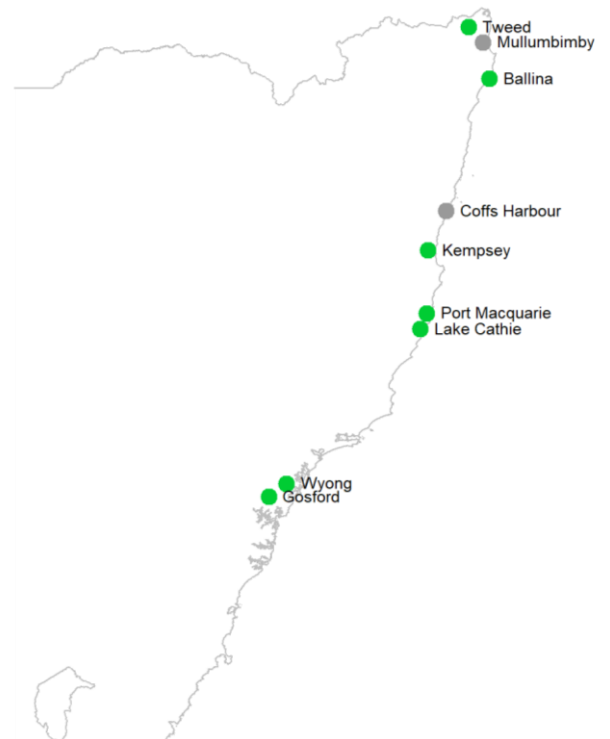 Tweed
Mullumbimby
Ballina
Coffs Harbour
Kempsey
Port Macquarie
Lake Cathie
Wyong
Gosford